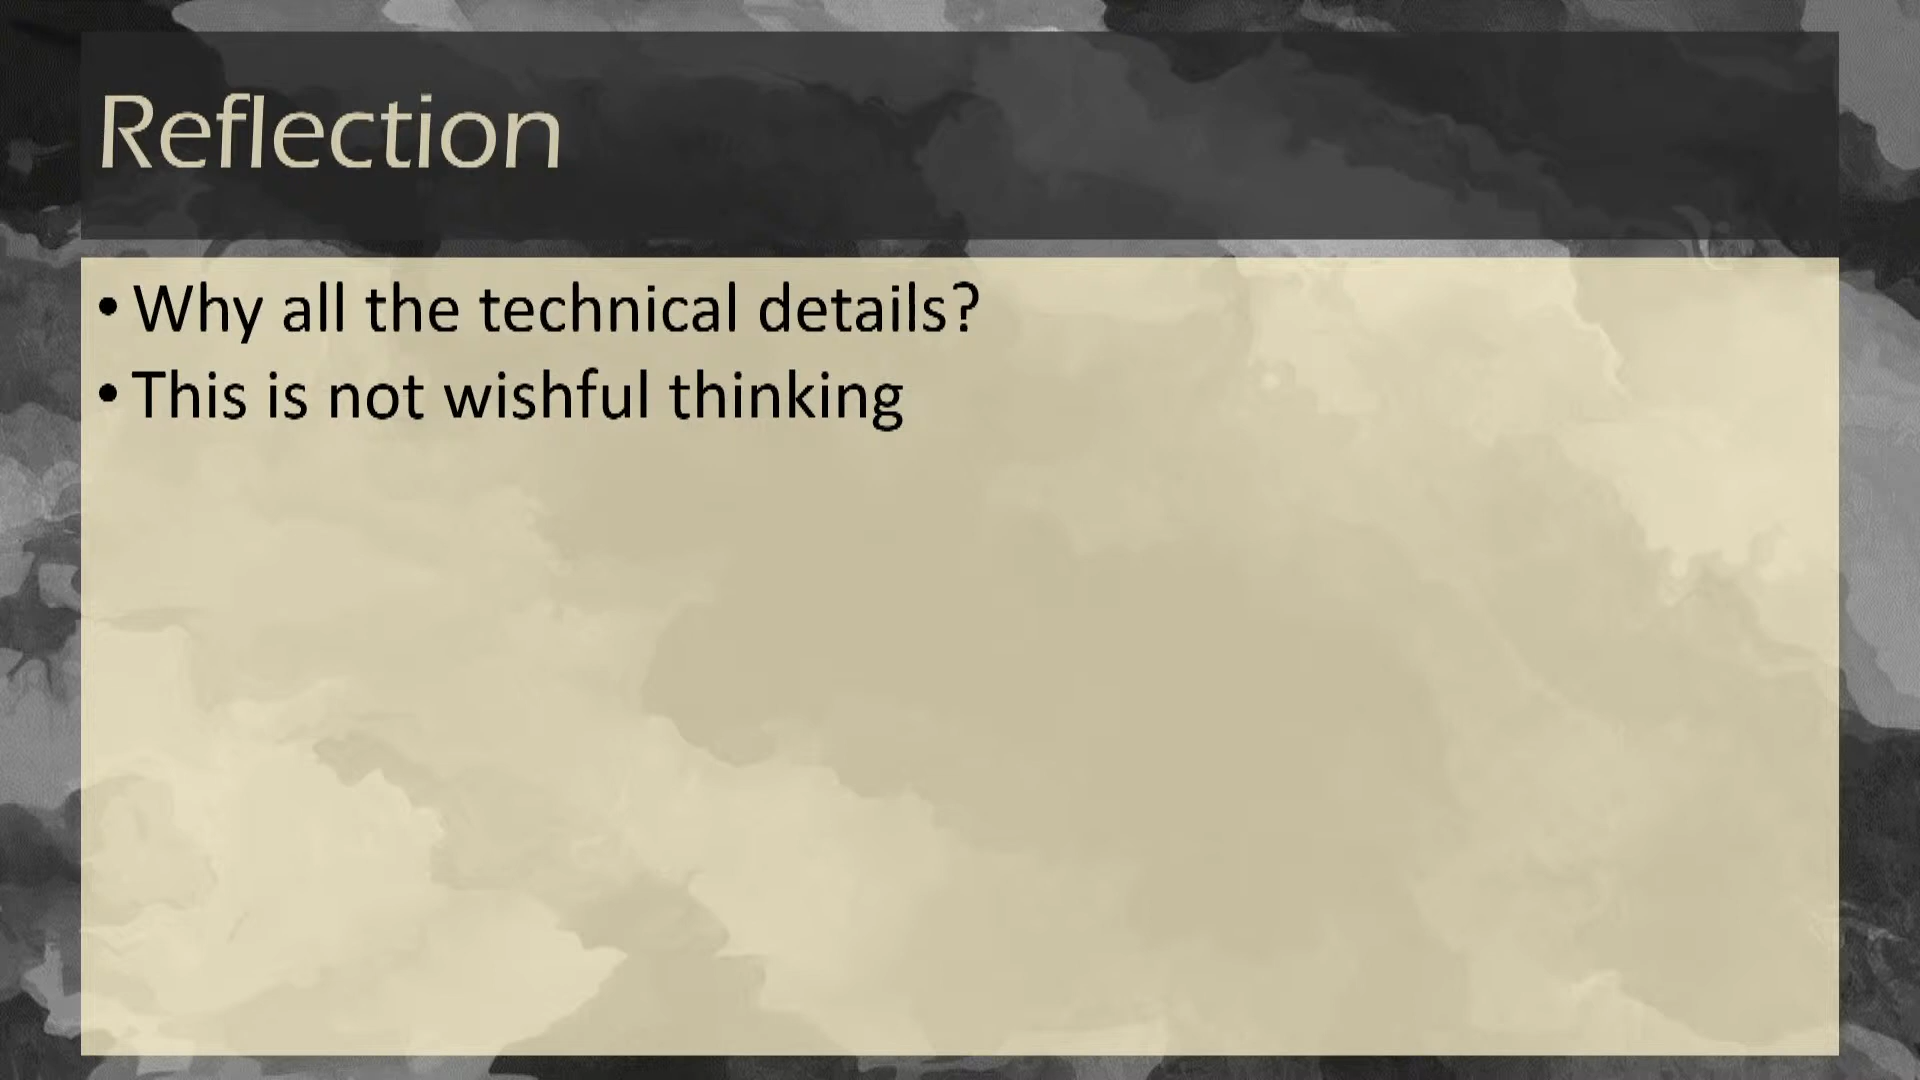 Reflection
• Why all the technical details?
• This is not wishful thinking